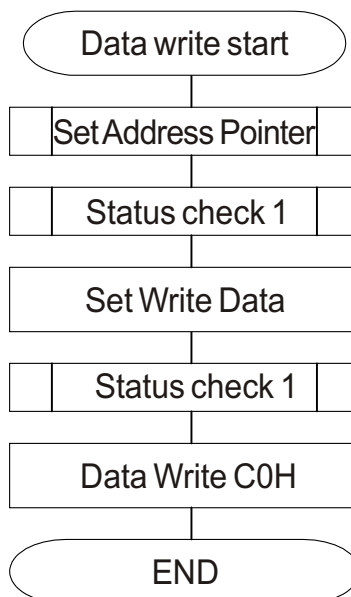 Data write start
Set Address Pointer
Status check 1
Set Write Data
Status check 1
Data Write C0H
END